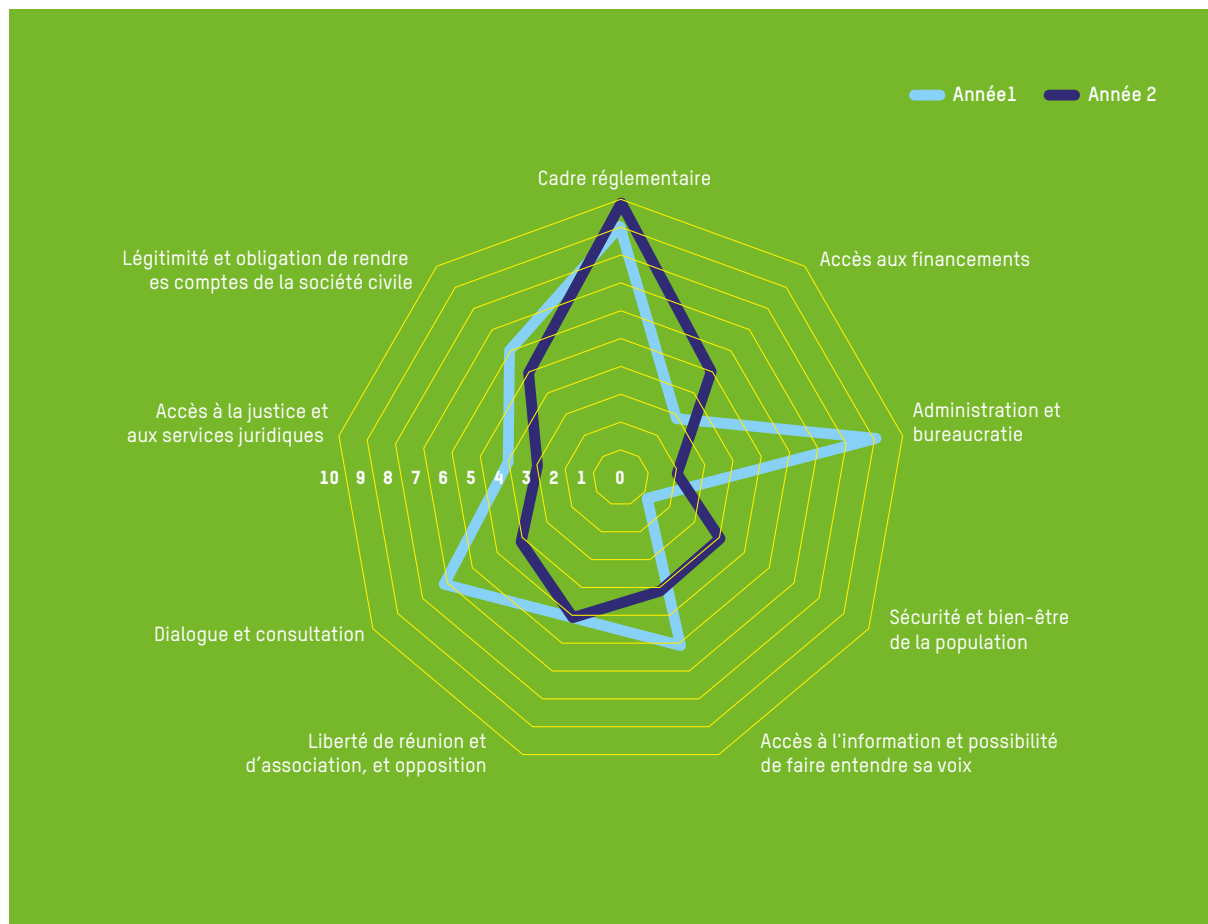 Année1 Année 2
Cadre réglementaire
Légitimité et obligation de rendre
es comptes de la société civile
Accès aux financements
Accès à la justice et
aux services juridiques
Administration et
bureaucratie
10 9 8 7 6 5 4 3 2 1 0
Dialogue et consultation
Sécurité et bien-être
de la population
Liberté de réunion et
d’association, et opposition
Accès à l'information et possibilité
de faire entendre sa voix